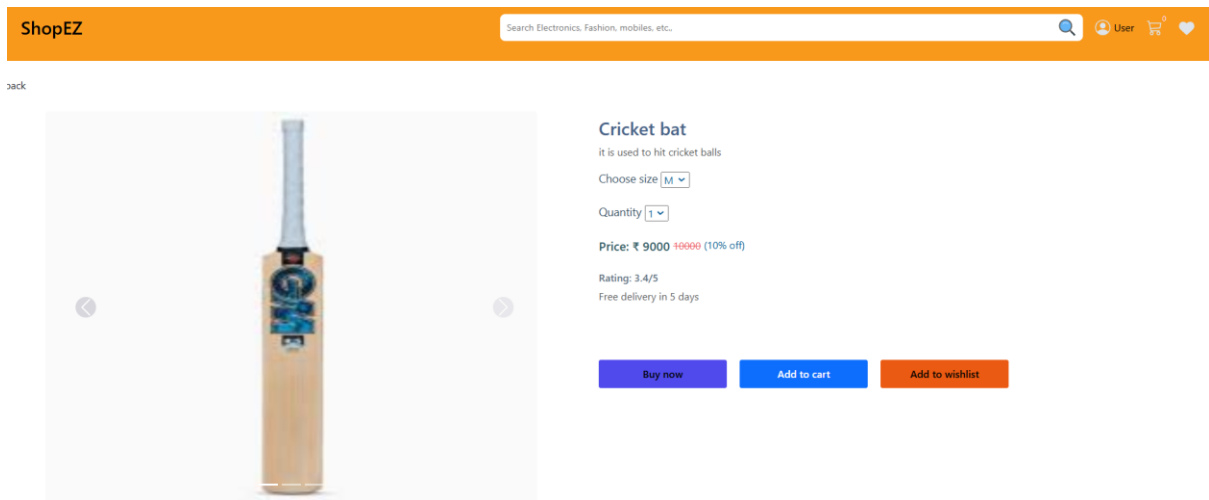 ShopEZ
Search Electronics, Fashion, mobiles, etc.,
User
0
back
GM
Cricket bat
it is used to hit cricket balls
Choose size M
Quantity 1
Price: ₹ 9000 10000 (10% off)
Rating: 3.4/5
Free delivery in 5 days
Buy now
Add to cart
Add to wishlist